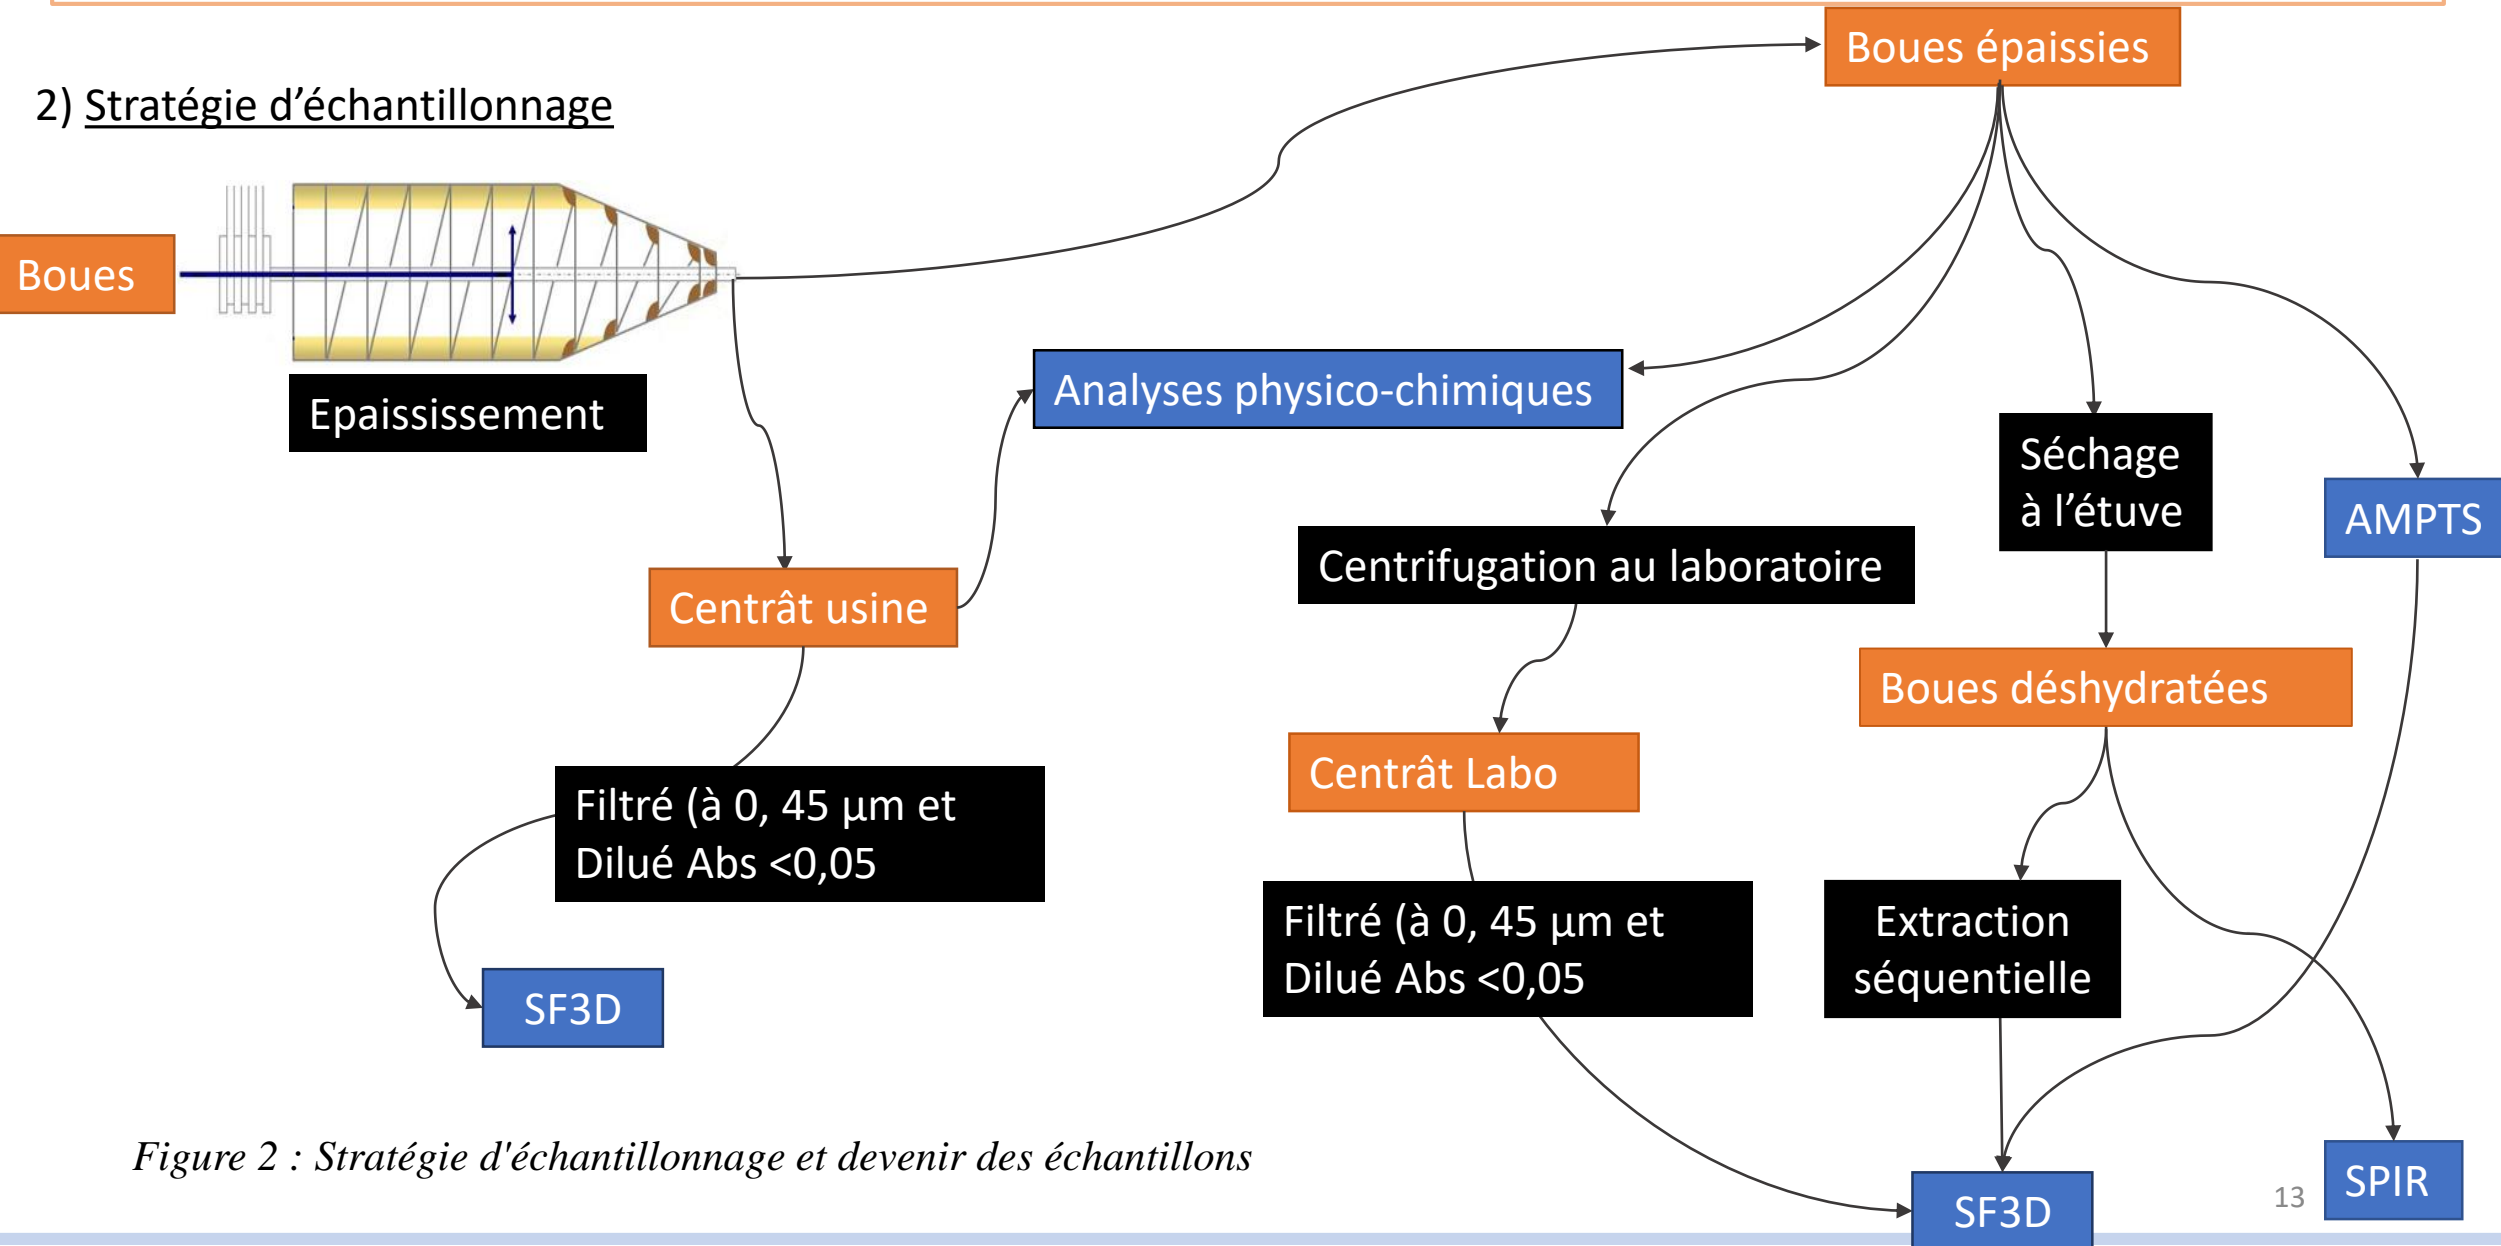 Boues épaissies
2) Stratégie d’échantillonnage
Boues
Epaississement
Analyses physico-chimiques
Séchage
à l’étuve
AMPTS
Centrifugation au laboratoire
Centrât usine
Boues déshydratées
Centrât Labo
Filtré (à 0, 45 µm et
Dilué Abs <0,05
Filtré (à 0, 45 µm et
Dilué Abs <0,05
Extraction
séquentielle
SF3D
Figure 2 : Stratégie d'échantillonnage et devenir des échantillons
SPIR
13
SF3D